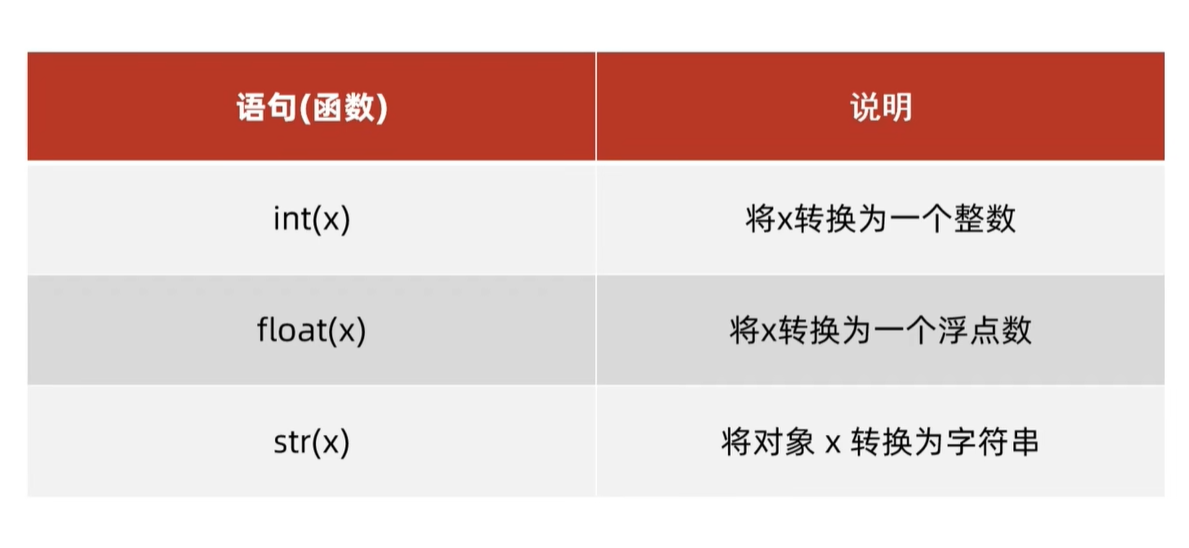 语句(函数)
说明
int(x)
将x转换为一个整数
float(x)
将x转换为一个浮点数
str(x)
将对象 x 转换为字符串